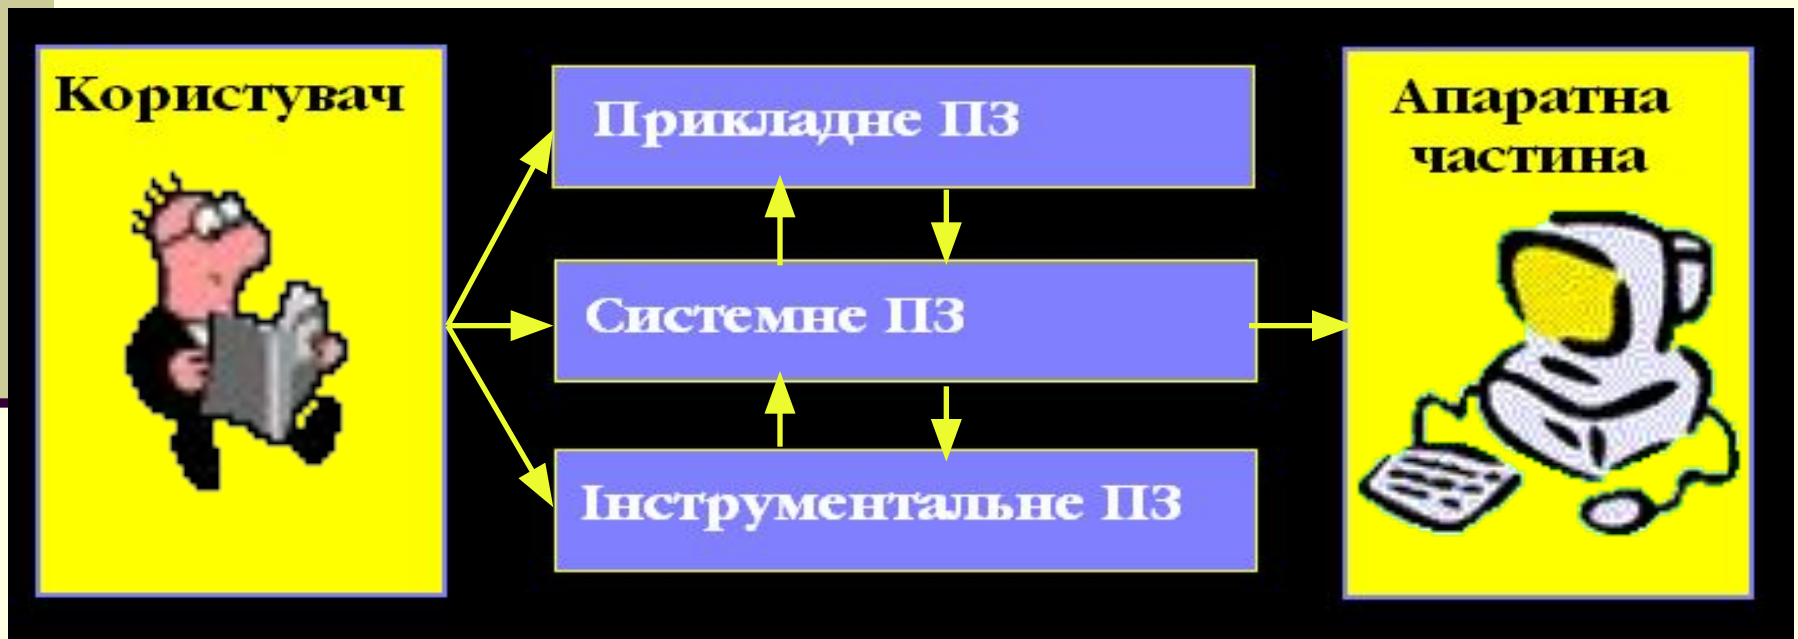 Користувач
Прикладне ПЗ
Системне ПЗ
Інструментальне ПЗ
Апаратна
частина